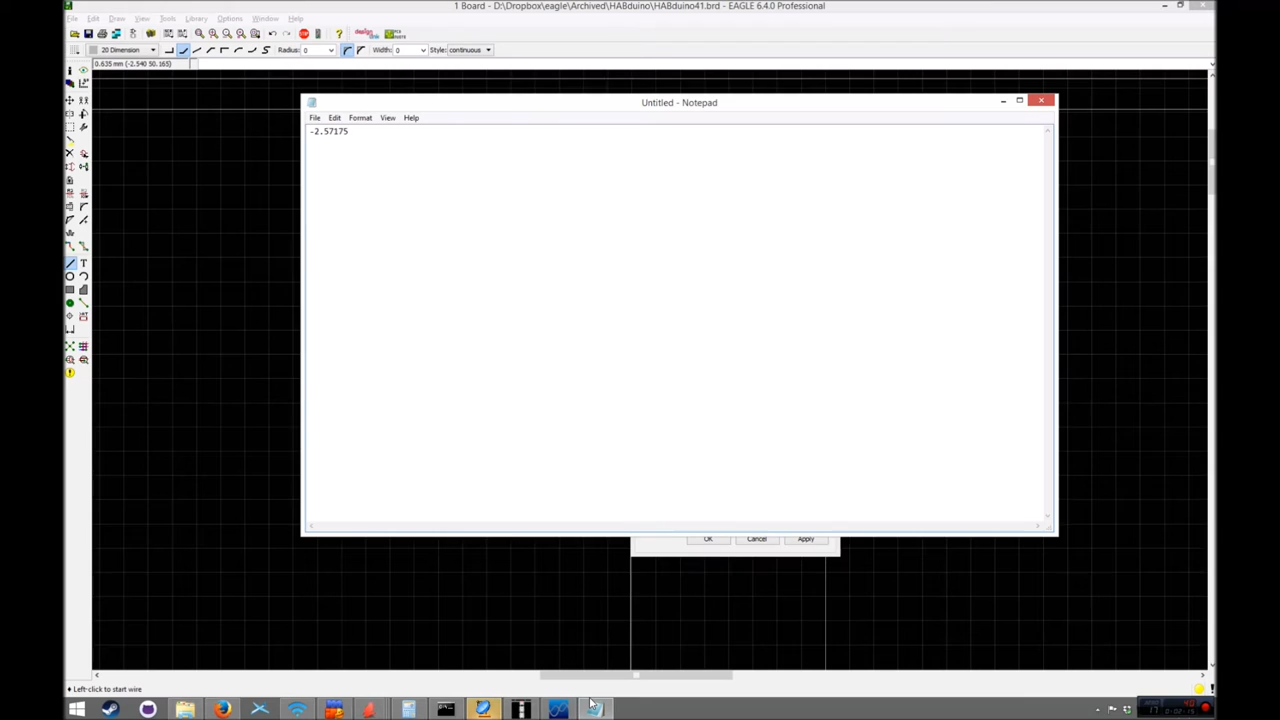 1 Board - D:\Dropbox\eagle\Archived\HABduino\HABduino41.brd - EAGLE 6.4.0 Professional
File Edit Draw View Tools Library Options Window Help
20 Dimension Radius: 0 Width: 0 Style: continuous
0.635 mm (-2.540 50.165)
Untitled - Notepad
File Edit Format View Help
-2.57175
OK Cancel Apply
Left-click to start wire